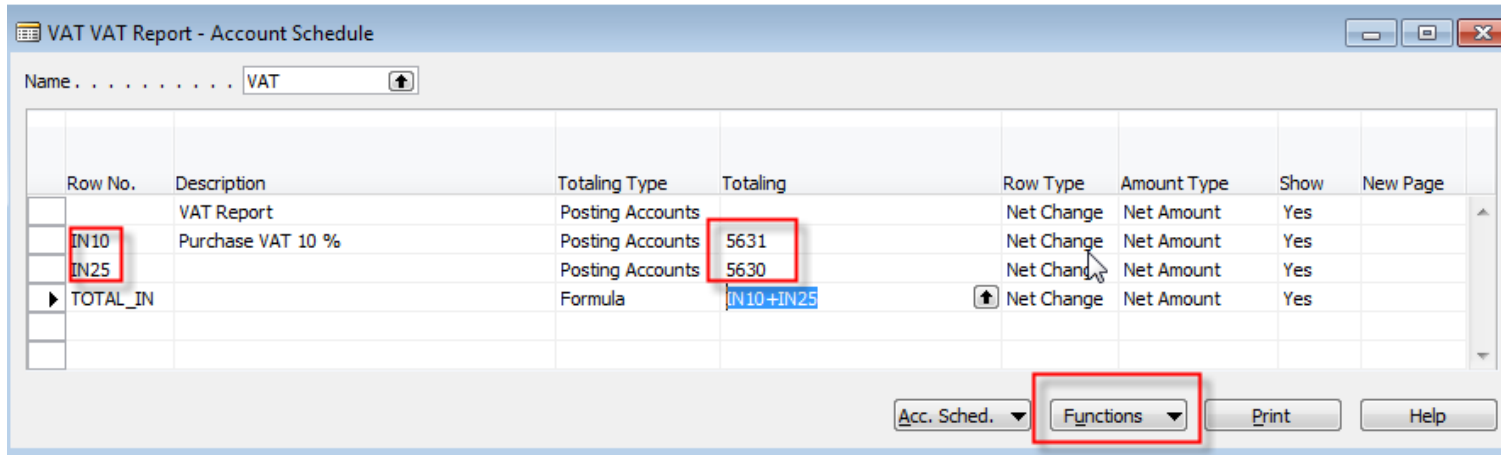 VAT VAT Report - Account Schedule
Name. . . . . . . . . . VAT
Row No. Description Totaling Type Totaling Row Type Amount Type Show New Page
VAT Report Posting Accounts Net Change Net Amount Yes
IN10 Purchase VAT 10 % Posting Accounts 5631 Net Change Net Amount Yes
IN25 Posting Accounts 5630 Net Change Net Amount Yes
TOTAL_IN Formula IN10+IN25 Net Change Net Amount Yes
Acc. Sched. Functions Print Help